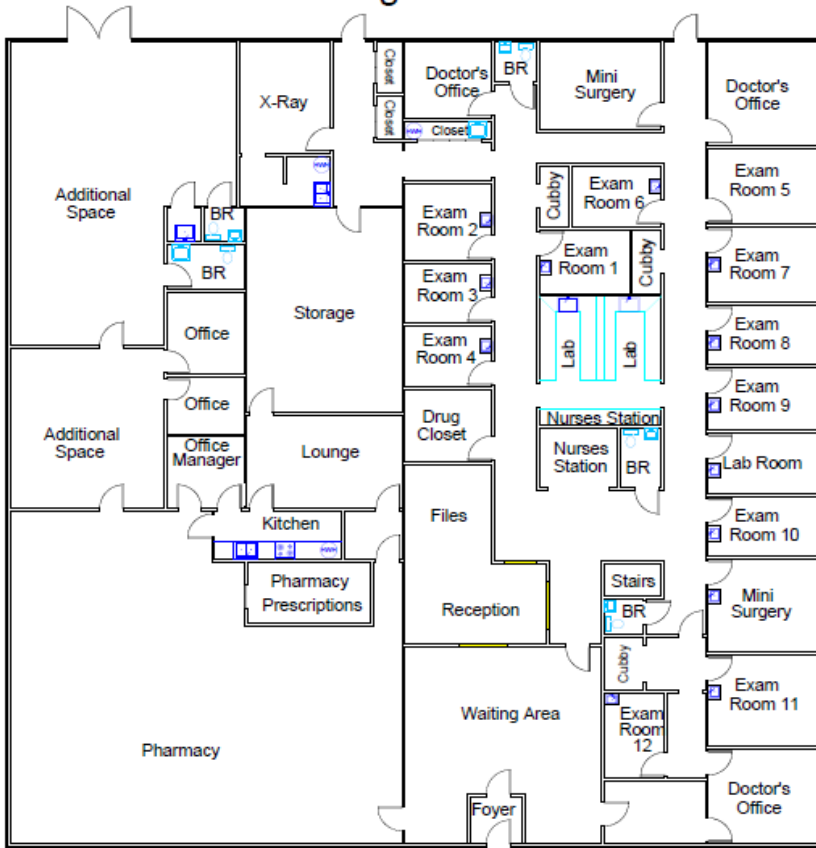 g
Closet
Doctor's
Office
BR
Mini
Surgery
Doctor's
Office
X-Ray
Closet
Closet
HWH
HWH
Additional
Space
BR
BR
Exam
Room 2
Cubby
Exam
Room 6
Exam
Room 5
Exam
Room 1
Cubby
Exam
Room 7
Exam
Room 3
Storage
Office
Exam
Room 4
Lab
Lab
Exam
Room 8
Office
Drug
Closet
Nurses Station
Exam
Room 9
Additional
Space
Office
Manager
Lounge
Nurses
Station
BR
Lab Room
Kitchen
HWH
Files
Exam
Room 10
Pharmacy
Prescriptions
Reception
Stairs
BR
Mini
Surgery
Cubby
Exam
Room 11
Waiting Area
Exam
Room
12
Pharmacy
Foyer
Doctor's
Office